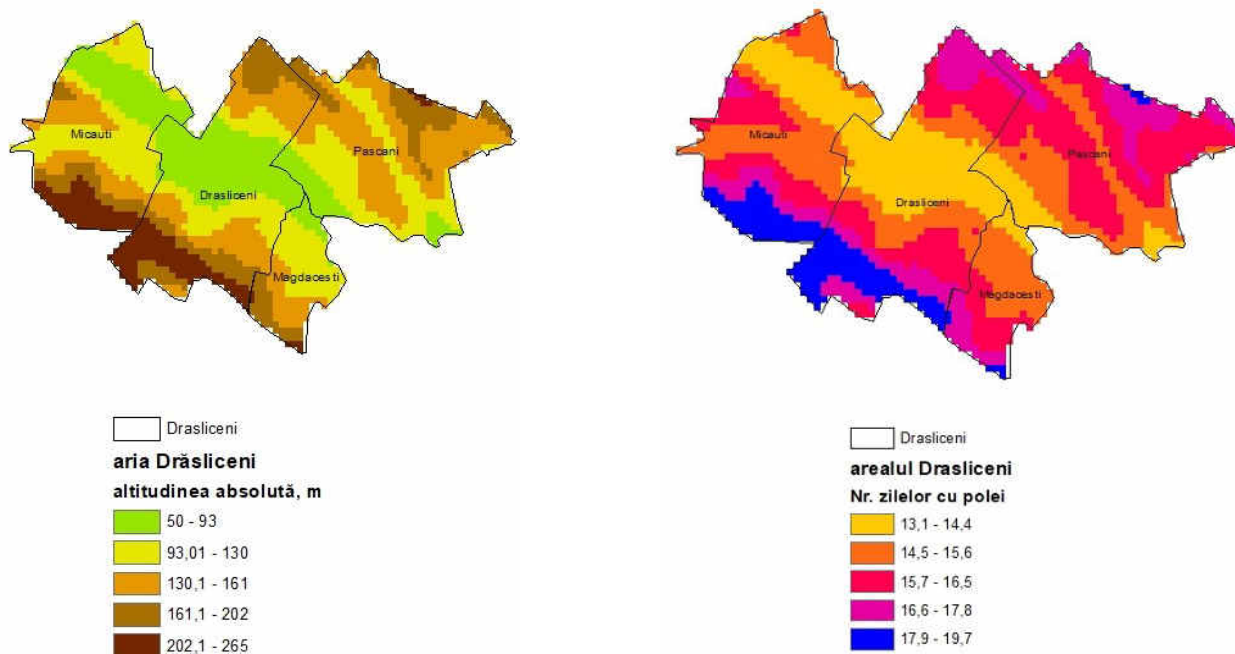 Micauti
Pascani
Drasliceni
Magdacesti
Drasliceni
aria Drăsliceni
altitudinea absolută, m
50 - 93
93,01 - 130
130,1 - 161
161,1 - 202
202,1 - 265
Micauti
Pascani
Drasliceni
Megdacesti
Drasliceni
arealul Drasliceni
Nr. zilelor cu polei
13,1 - 14,4
14,5 - 15,6
15,7 - 16,5
16,6 - 17,8
17,9 - 19,7